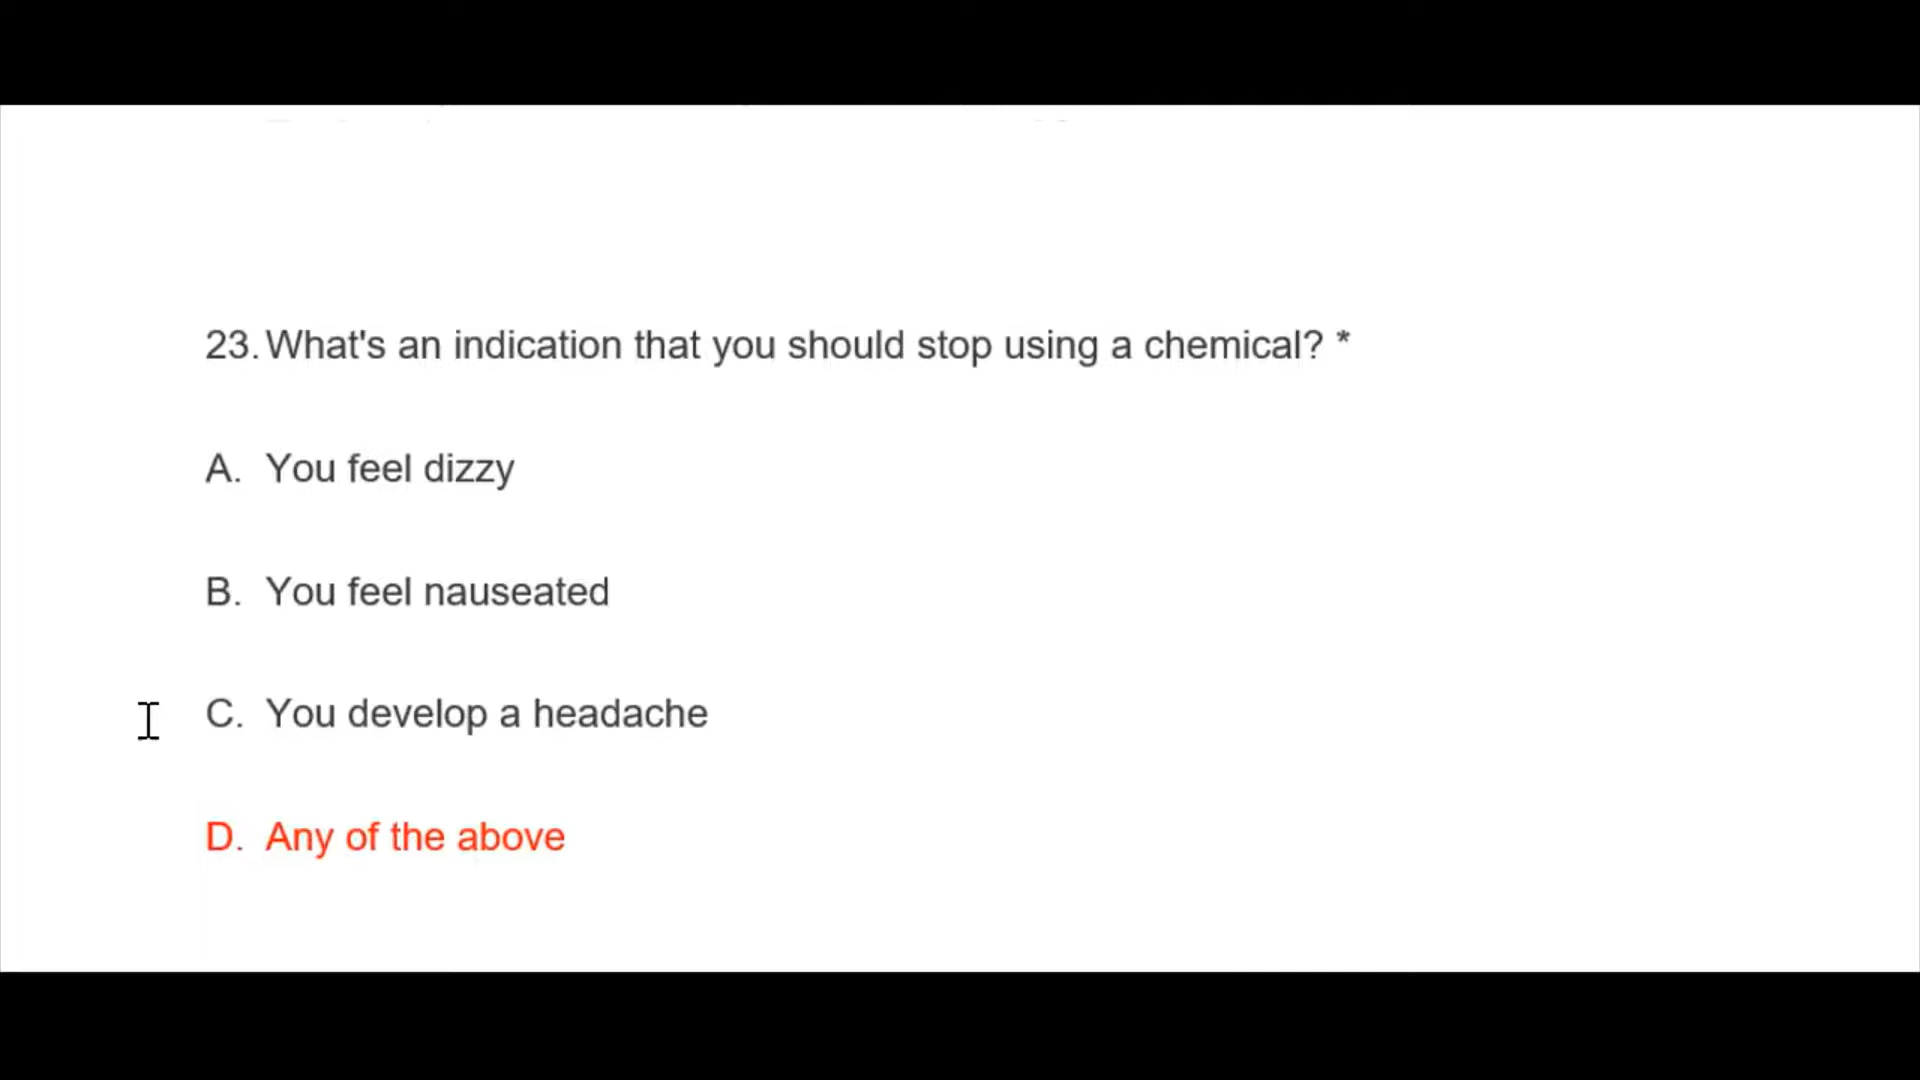 23. What's an indication that you should stop using a chemical? *
A. You feel dizzy
B. You feel nauseated
C. You develop a headache
D. Any of the above